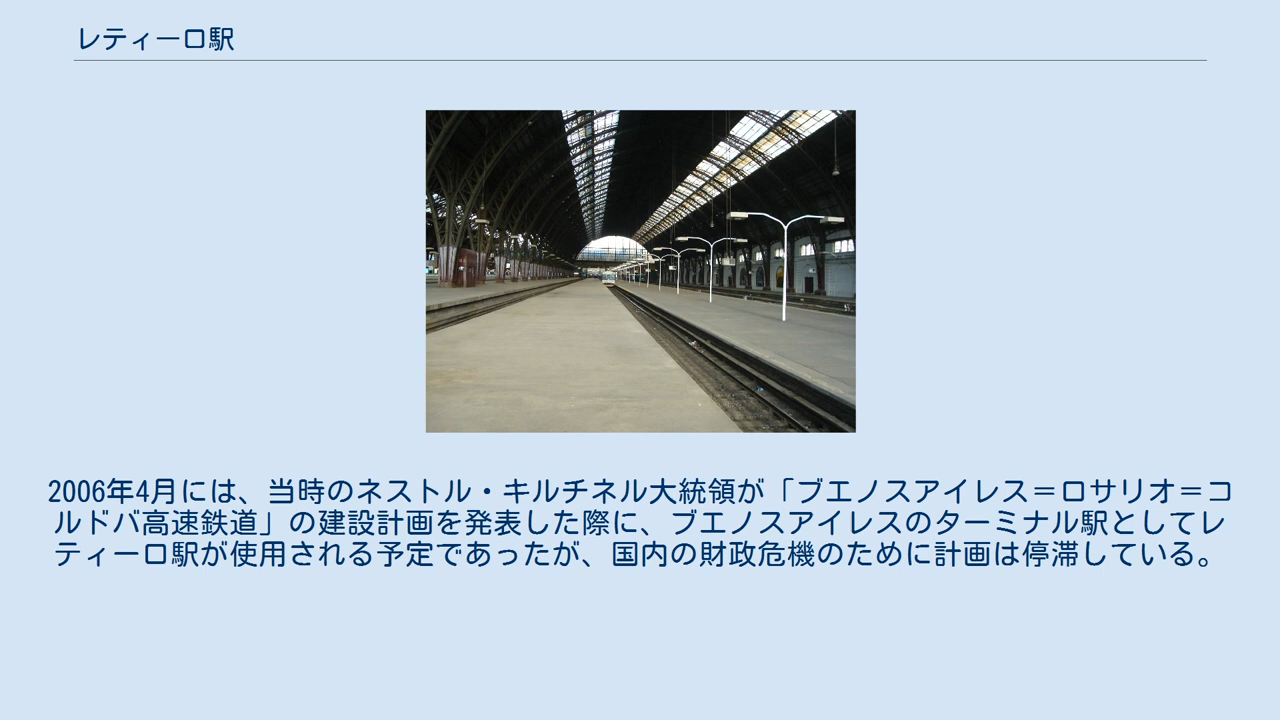 レティーロ駅
2006年4月には、当時のネストル・キルチネル大統領が「ブエノスアイレス＝ロサリオ＝コ
ルドバ高速鉄道」の建設計画を発表した際に、ブエノスアイレスのターミナル駅としてレ
ティーロ駅が使用される予定であったが、国内の財政危機のために計画は停滞している。